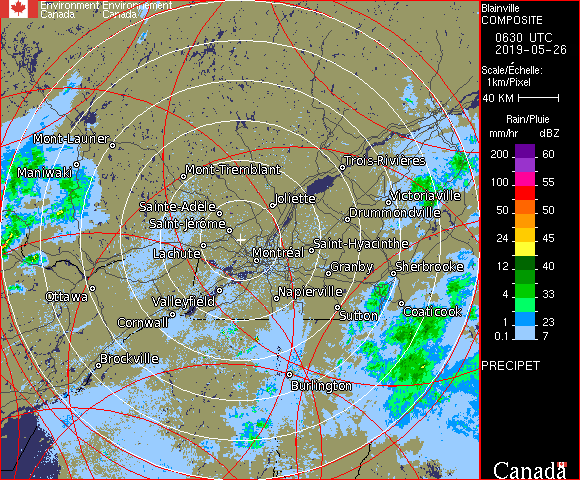 Environment Environnement
Canada Canada
Blainville
COMPOSITE
0630 UTC
2019-05-26
Scale/Échelle:
1km/Pixel
40 KM
Rain/Pluie
mm/hr dBZ
200 60
100 55
50 50
24 45
12 40
4 33
1 23
0.1 7
PRECIPET
Canada
Mont-Laurier
Maniwaki
Mont-Tremblant
Trois-Rivières
Victoriaville
Sainte-Adèle
Joliette
Drummondville
Saint-Jérôme
Lachute
Montréal
Saint-Hyacinthe
Granby
Sherbrooke
Ottawa
Valleyfield
Napierville
Coaticook
Cornwall
Sutton
Brockville
Burlington